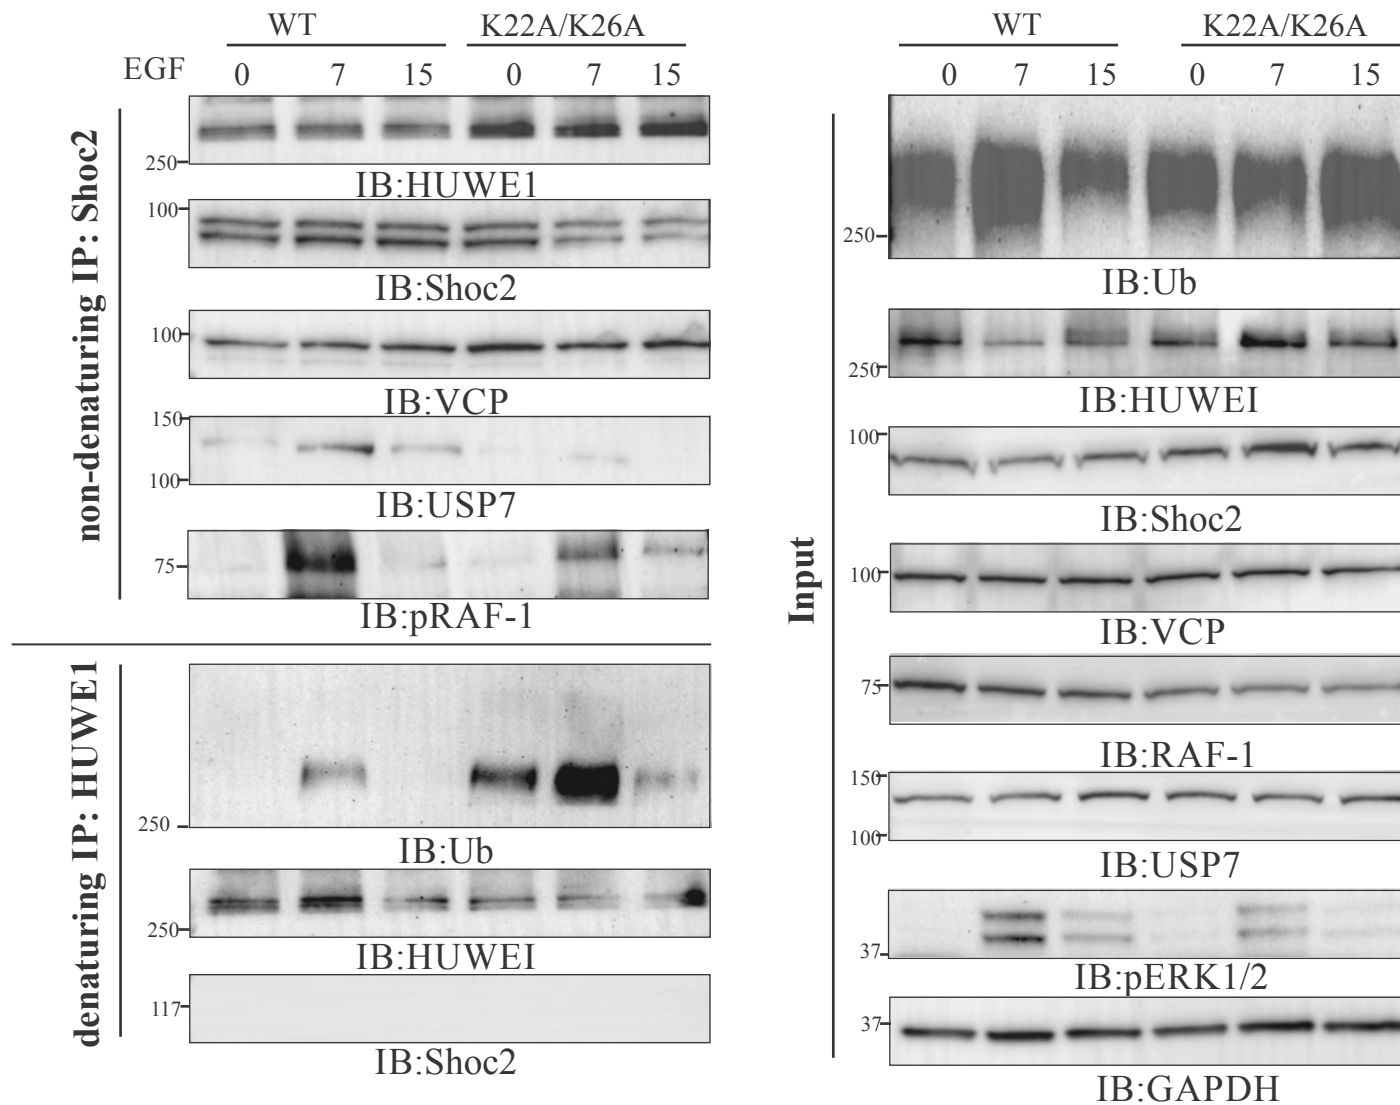 WT K22A/K26A
EGF 0 7 15 0 7 15
non-denaturing IP: Shoc2
250
IB:HUWE1
100
IB:Shoc2
100
IB:VCP
150
100
IB:USP7
75
IB:pRAF-1
denaturing IP: HUWE1
250
IB:Ub
250
IB:HUWEI
117
IB:Shoc2
WT K22A/K26A
0 7 15 0 7 15
Input
250
IB:Ub
250
IB:HUWEI
100
IB:Shoc2
100
IB:VCP
75
IB:RAF-1
150
100
IB:USP7
37
IB:pERK1/2
37
IB:GAPDH